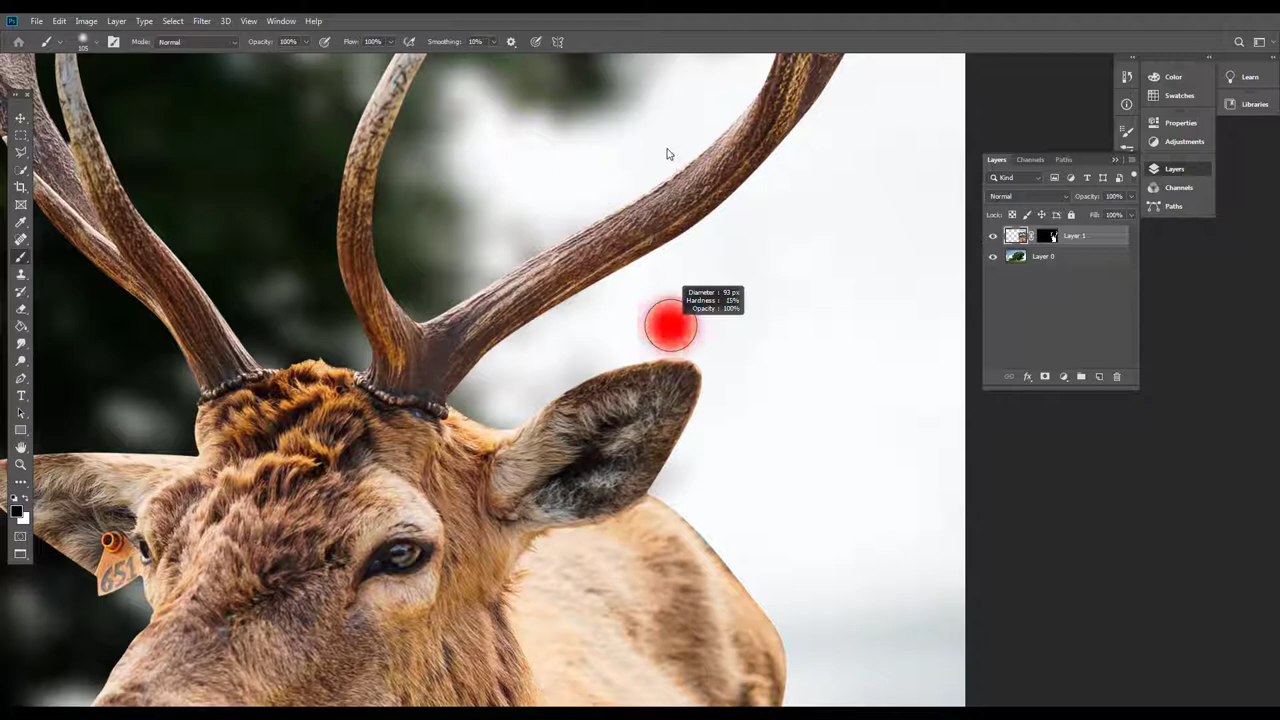 Ps File Edit Image Layer Type Select Filter 3D View Window Help
105 Mode: Normal Opacity: 100% Flow: 100% Smoothing: 10%
Color Learn
Swatches Libraries
Properties
Adjustments
Layers Channels Paths
Layers
Kind
Channels
Normal Opacity: 100%
Paths
Lock: Fill: 100%
Layer 1
Layer 0
Diameter : 93 px
Hardness : 15%
Opacity : 100%
651